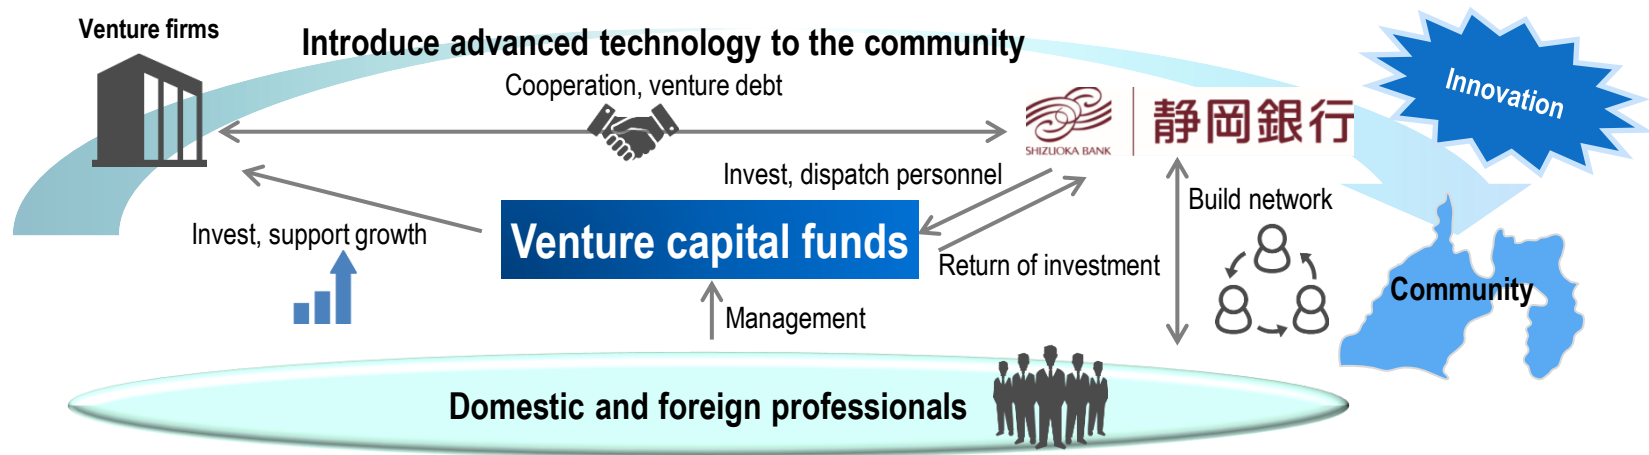 Venture firms
Introduce advanced technology to the community
Cooperation, venture debt
Innovation
SHIZUOKA BANK
静岡銀行
Invest, dispatch personnel
Build network
Invest, support growth
Venture capital funds
Return of investment
Community
Management
Domestic and foreign professionals